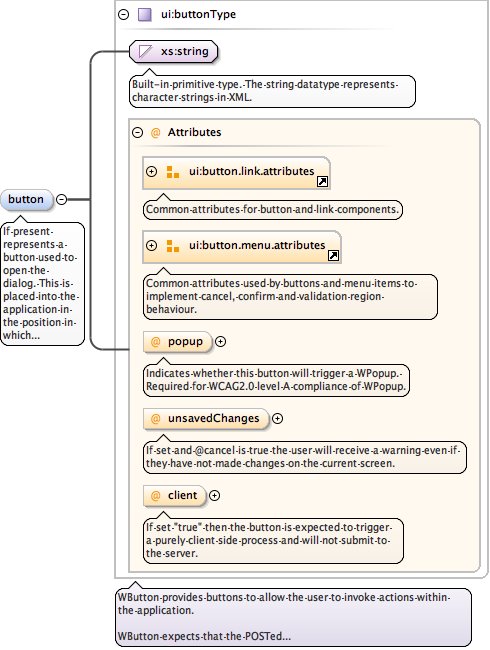 ui:buttonType
xs:string
Built-in primitive type. The string datatype represents
character strings in XML.
@ Attributes
ui:button.link.attributes
Common attributes for button and link components.
button
If present
represents a
button used to
open the
dialog. This is
placed into the
application in
the position in
which...
ui:button.menu.attributes
Common attributes used by buttons and menu items to
implement cancel, confirm and validation region
behaviour.
@ popup
Indicates whether this button will trigger a WPopup.
Required for WCAG2.0 level A compliance of WPopup.
@ unsavedChanges
If set and @cancel is true the user will receive a warning even if
they have not made changes on the current screen.
@ client
If set "true" then the button is expected to trigger
a purely client side process and will not submit to
the server.
WButton provides buttons to allow the user to invoke actions within
the application.
WButton expects that the POSTed...